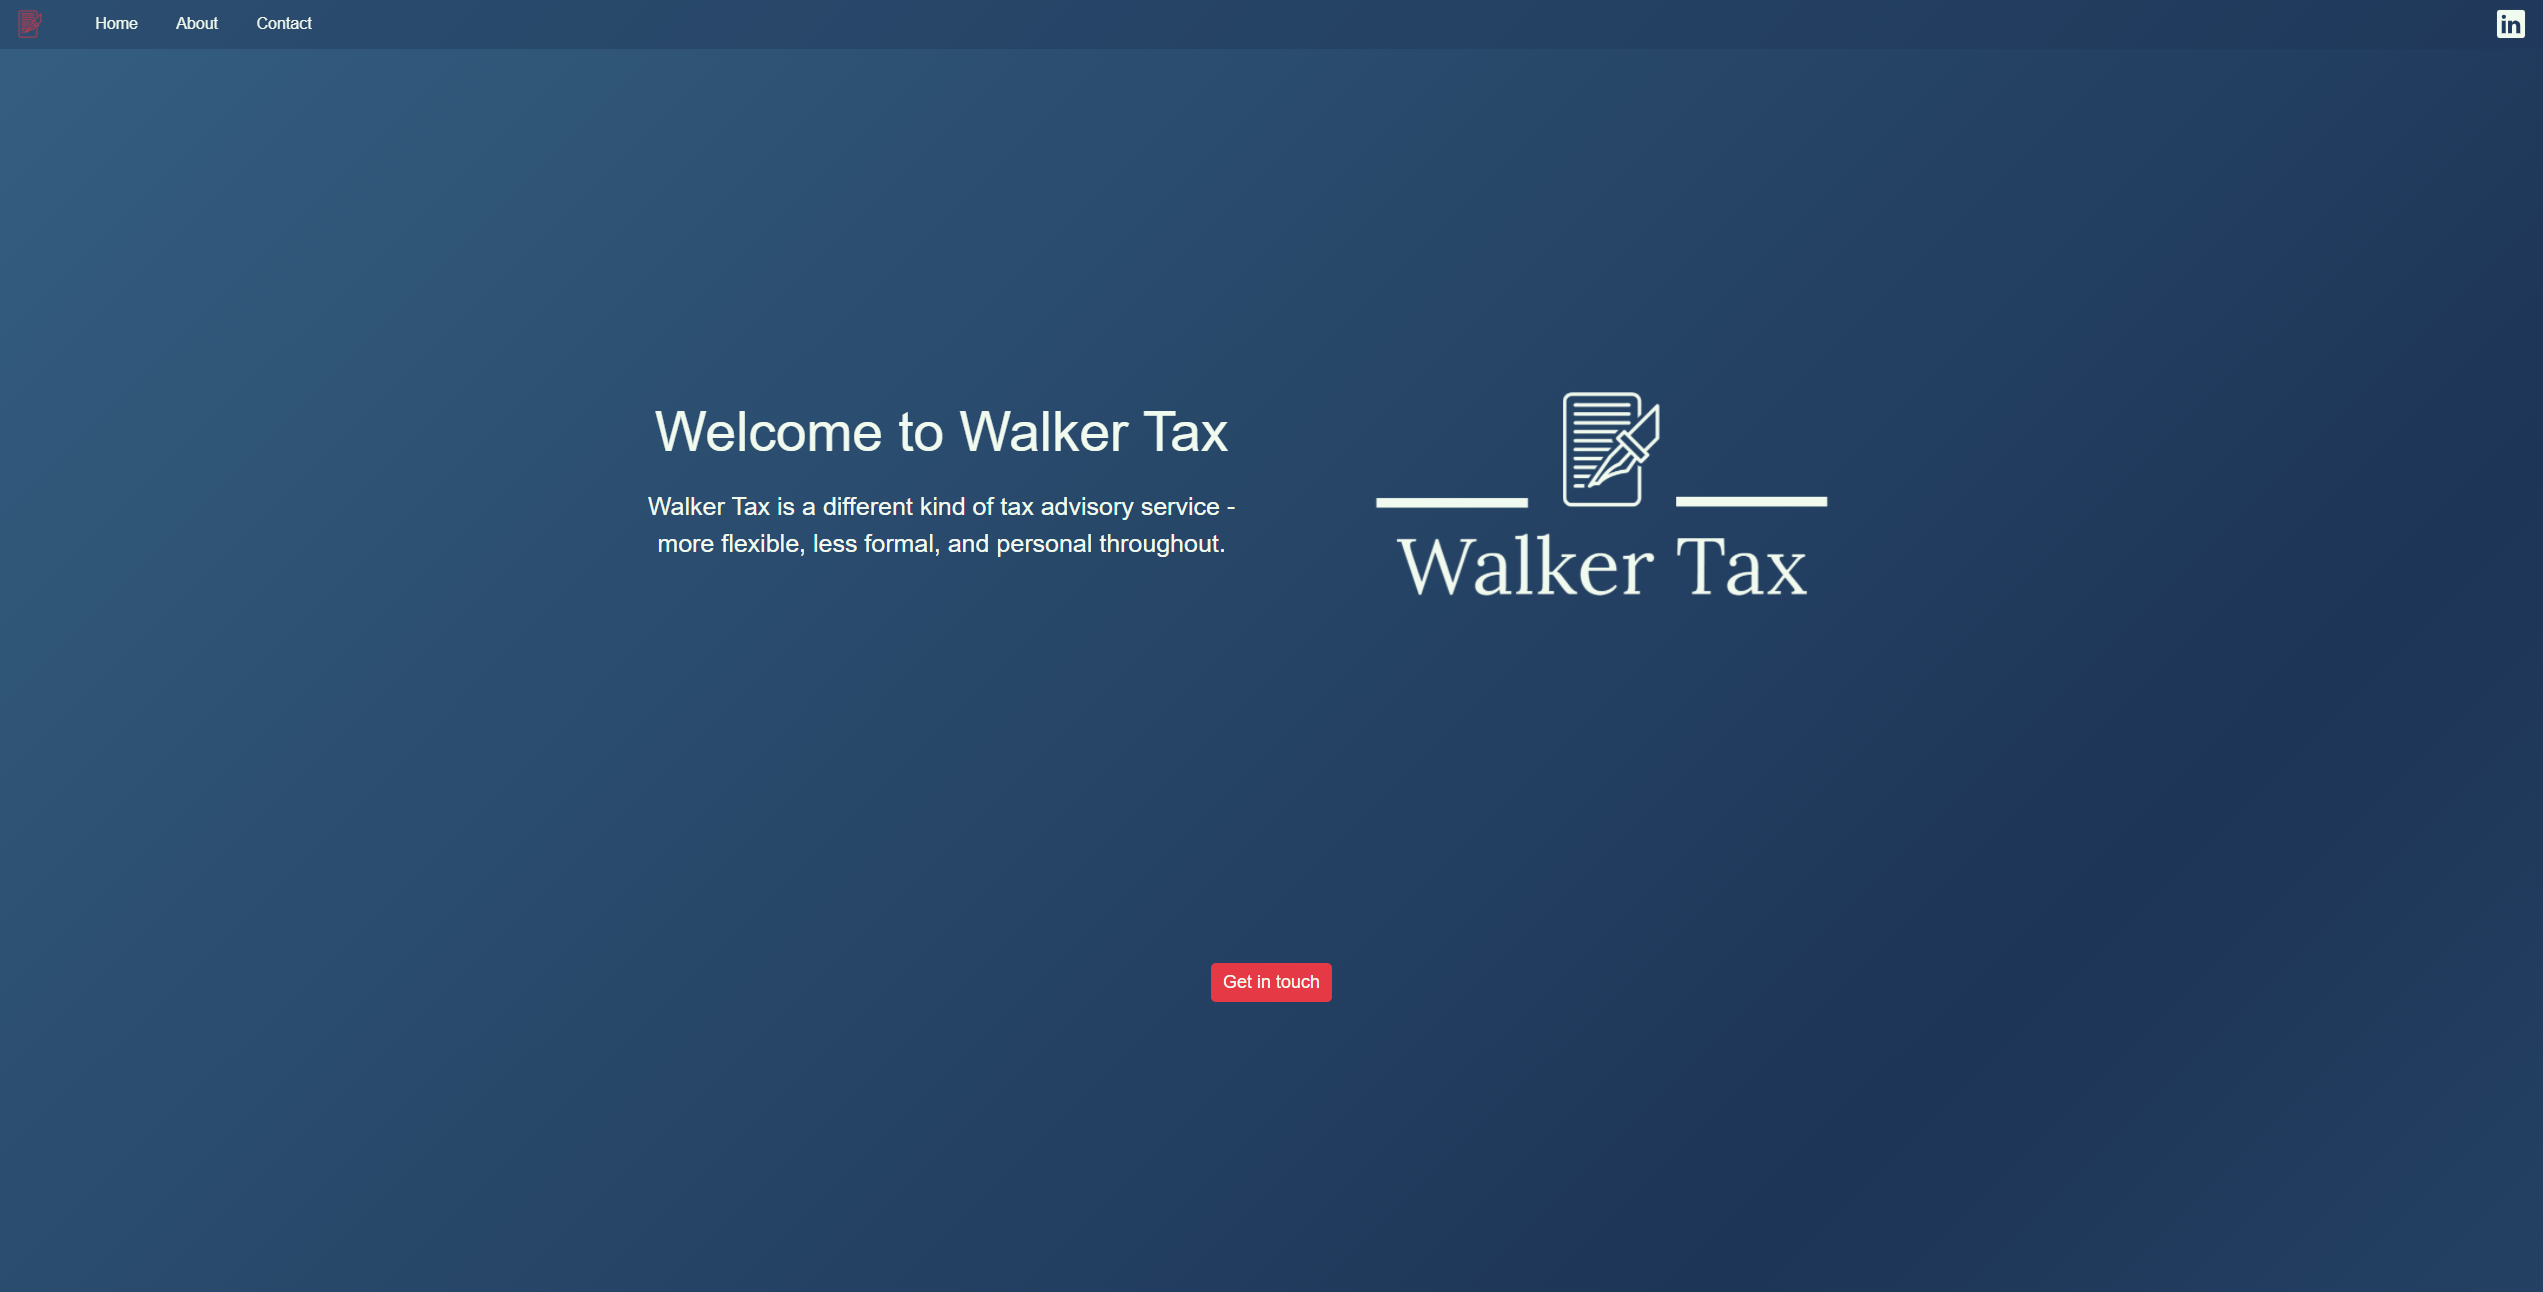 Home About Contact
in
Welcome to Walker Tax
Walker Tax is a different kind of tax advisory service -
more flexible, less formal, and personal throughout.
Walker Tax
Get in touch